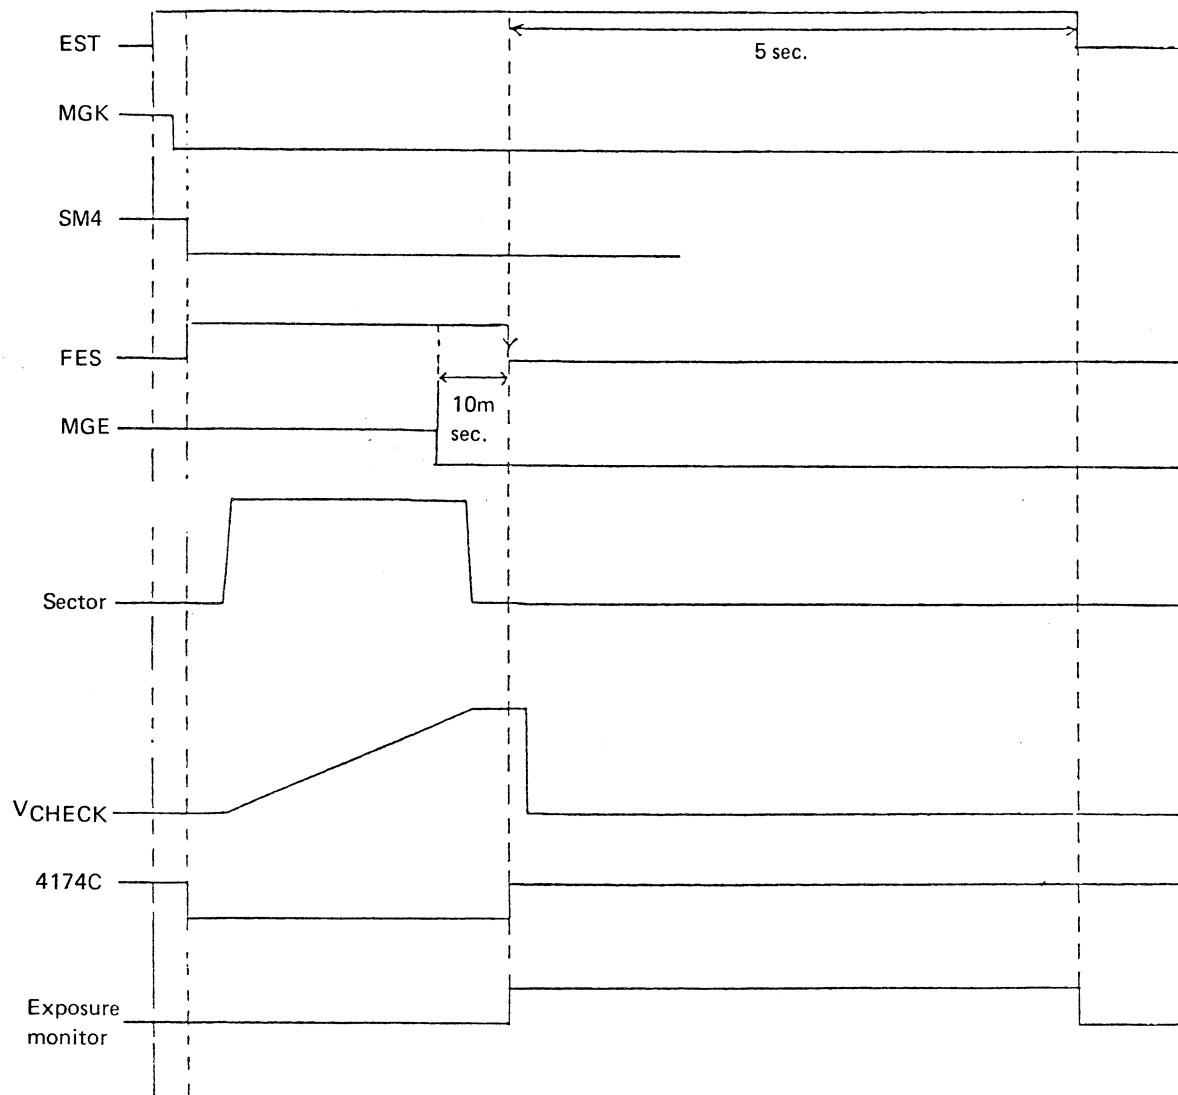 EST
5 sec.
MGK
SM4
FES
10m
sec.
MGE
Sector
VCHECK
4174C
Exposure
monitor